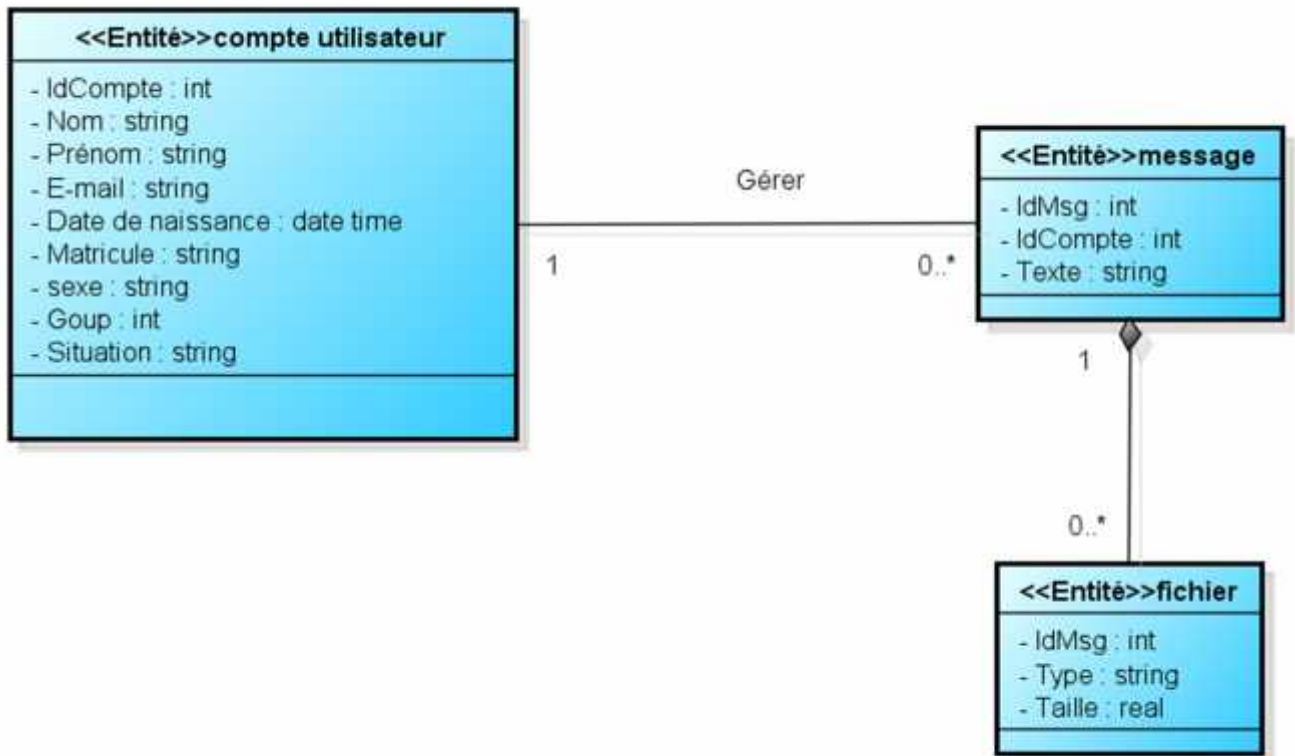 <<Entité>>compte utilisateur
- IdCompte : int
- Nom : string
- Prénom : string
- E-mail : string
- Date de naissance : date time
- Matricule : string
- sexe : string
- Goup : int
- Situation : string
Gérer
1
0..*
<<Entité>>message
- IdMsg : int
- IdCompte : int
- Texte : string
1
0..*
<<Entité>>fichier
- IdMsg : int
- Type : string
- Taille : real